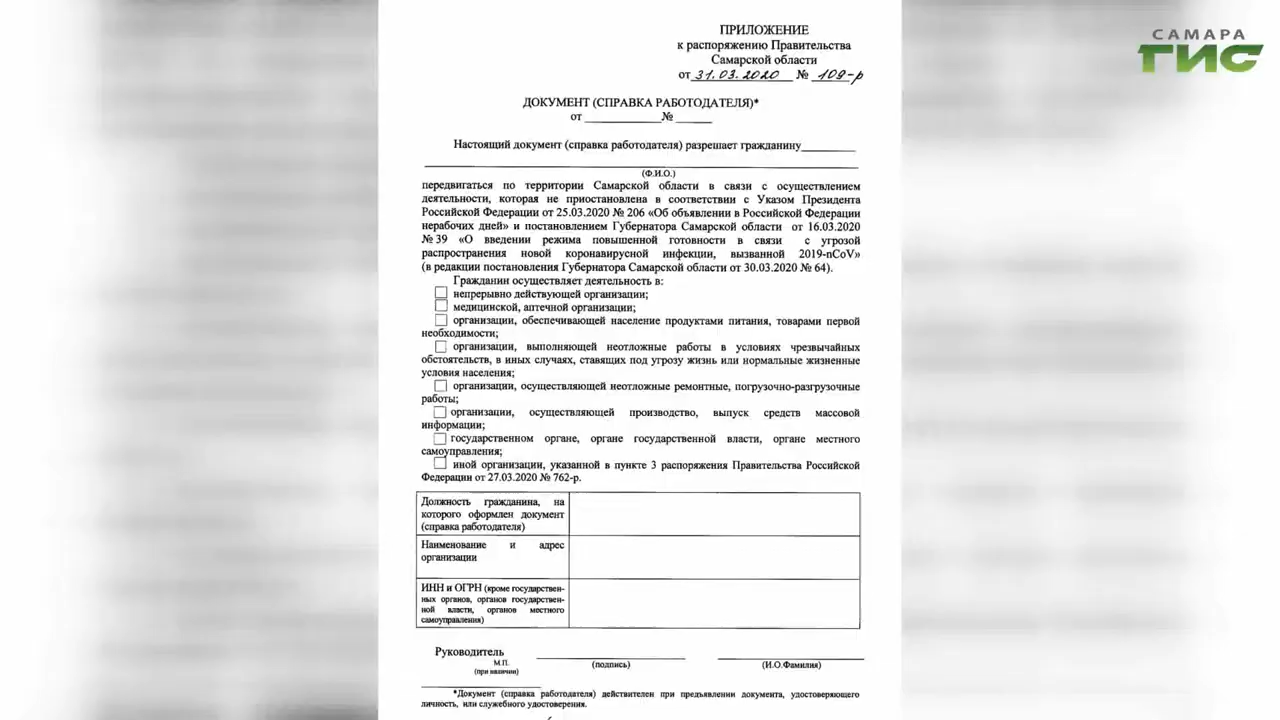 ПРИЛОЖЕНИЕ
к распоряжению Правительства
Самарской области
от 31.03.2020 № 109-р
САМАРА
ГИС
ДОКУМЕНТ (СПРАВКА РАБОТОДАТЕЛЯ)*
от ___________№ _____
Настоящий документ (справка работодателя) разрешает гражданину________
(Ф.И.О.)
передвигаться по территории Самарской области в связи с осуществлением
деятельности, которая не приостановлена в соответствии с Указом Президента
Российской Федерации от 25.03.2020 № 206 «Об объявлении в Российской Федерации
нерабочих дней» и постановлением Губернатора Самарской области от 16.03.2020
№ 39 «О введении режима повышенной готовности в связи с угрозой
распространения новой коронавирусной инфекции, вызванной 2019-nCoV»
(в редакции постановления Губернатора Самарской области от 30.03.2020 № 64).
Гражданин осуществляет деятельность в:
непрерывно действующей организации;
медицинской, аптечной организации;
организации, обеспечивающей население продуктами питания, товарами первой
необходимости;
организации, выполняющей неотложные работы в условиях чрезвычайных
обстоятельств, в иных случаях, ставящих под угрозу жизнь или нормальные жизненные
условия населения;
организации, осуществляющей неотложные ремонтные, погрузочно-разгрузочные
работы;
организации, осуществляющей производство, выпуск средств массовой
информации;
государственном органе, органе государственной власти, органе местного
самоуправления;
иной организации, указанной в пункте 3 распоряжения Правительства Российской
Федерации от 27.03.2020 № 762-р.
Должность гражданина, на
которого оформлен документ
(справка работодателя)
Наименование и адрес
организации
ИНН и ОГРН (кроме государствен-
ных органов, органов государствен-
ной власти, органов местного
самоуправления)
Руководитель
М.П.
(при наличии)
(подпись)
(И.О.Фамилия)
*Документ (справка работодателя) действителен при предъявлении документа, удостоверяющего
личность, или служебного удостоверения.